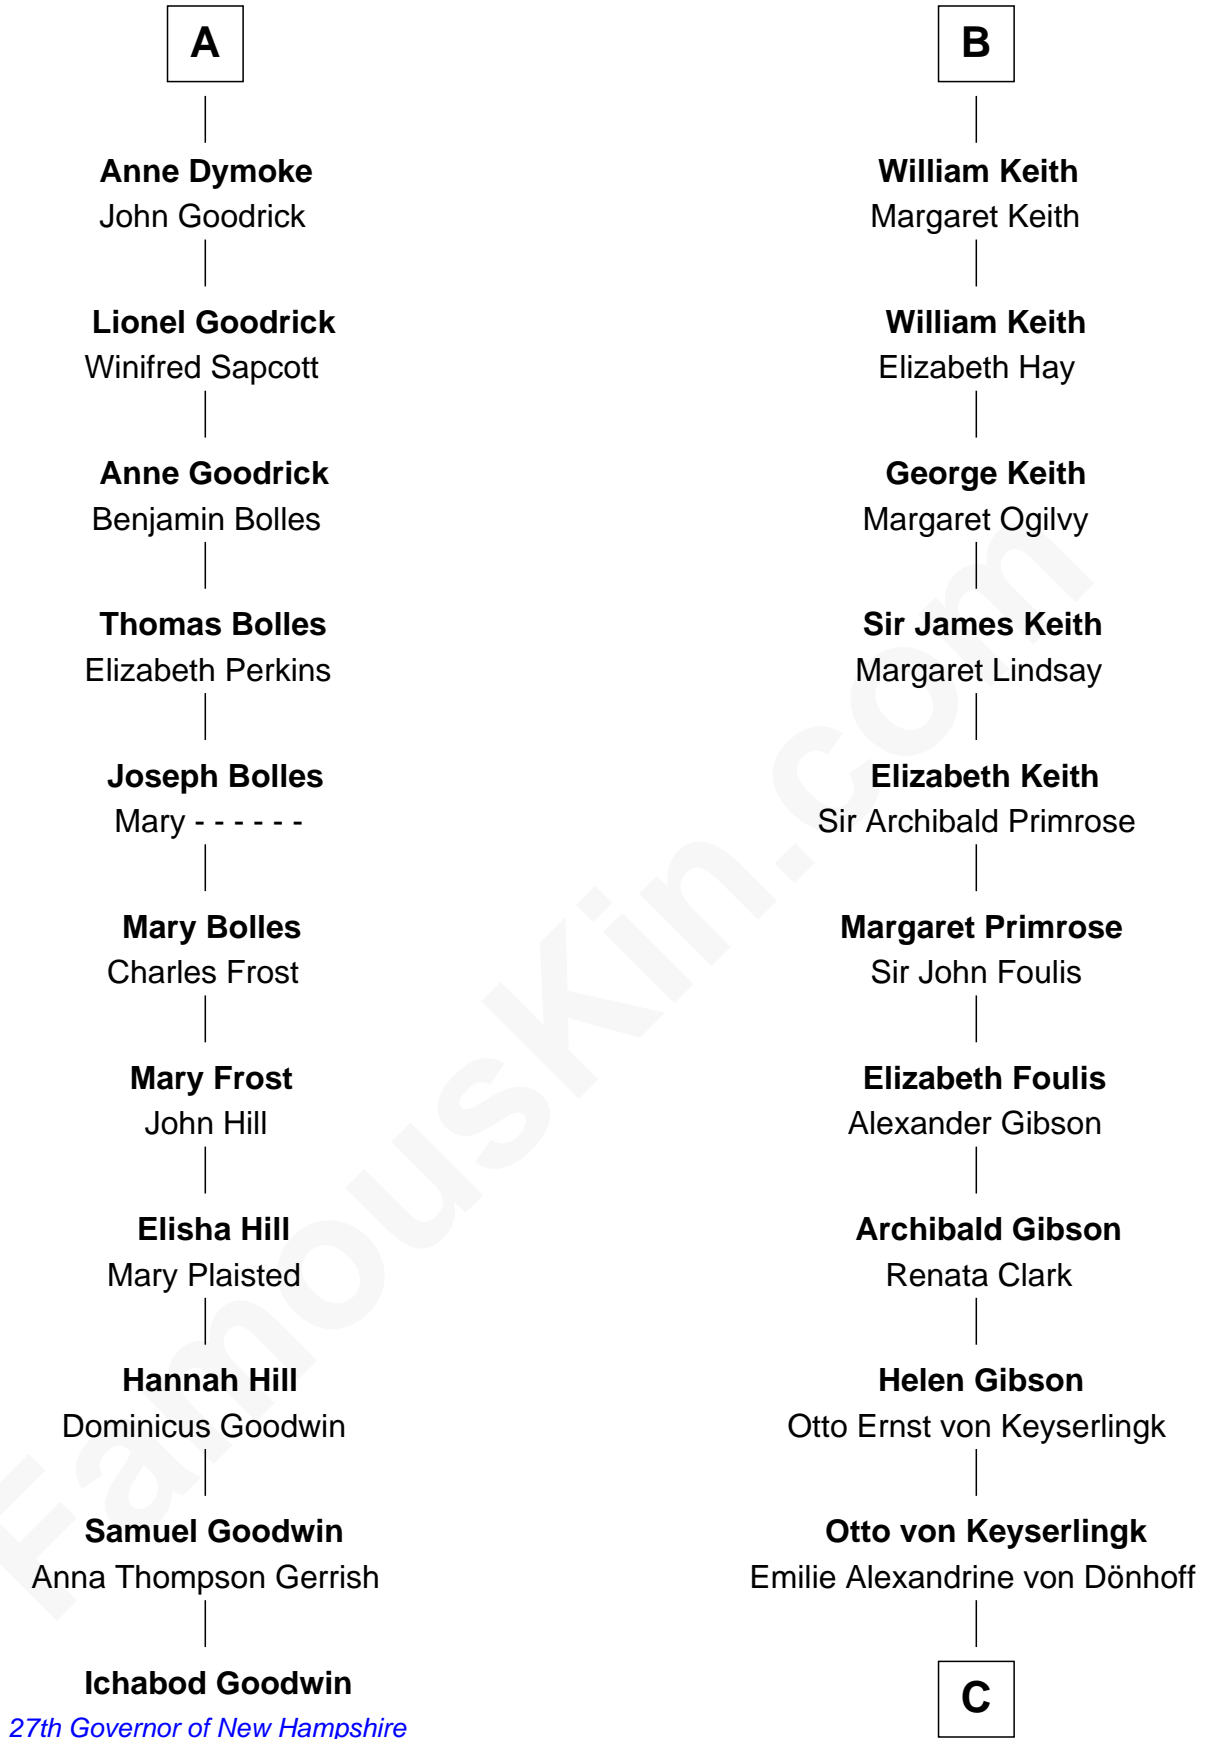 A
Anne Dymoke
John Goodrick
Lionel Goodrick
Winifred Sapcott
Anne Goodrick
Benjamin Bolles
Thomas Bolles
Elizabeth Perkins
Joseph Bolles
Mary - - - - - -
Mary Bolles
Charles Frost
Mary Frost
John Hill
Elisha Hill
Mary Plaisted
Hannah Hill
Dominicus Goodwin
Samuel Goodwin
Anna Thompson Gerrish
Ichabod Goodwin
27th Governor of New Hampshire
B
William Keith
Margaret Keith
William Keith
Elizabeth Hay
George Keith
Margaret Ogilvy
Sir James Keith
Margaret Lindsay
Elizabeth Keith
Sir Archibald Primrose
Margaret Primrose
Sir John Foulis
Elizabeth Foulis
Alexander Gibson
Archibald Gibson
Renata Clark
Helen Gibson
Otto Ernst von Keyserlingk
Otto von Keyserlingk
Emilie Alexandrine von Dönhoff
C
FamousKin.com